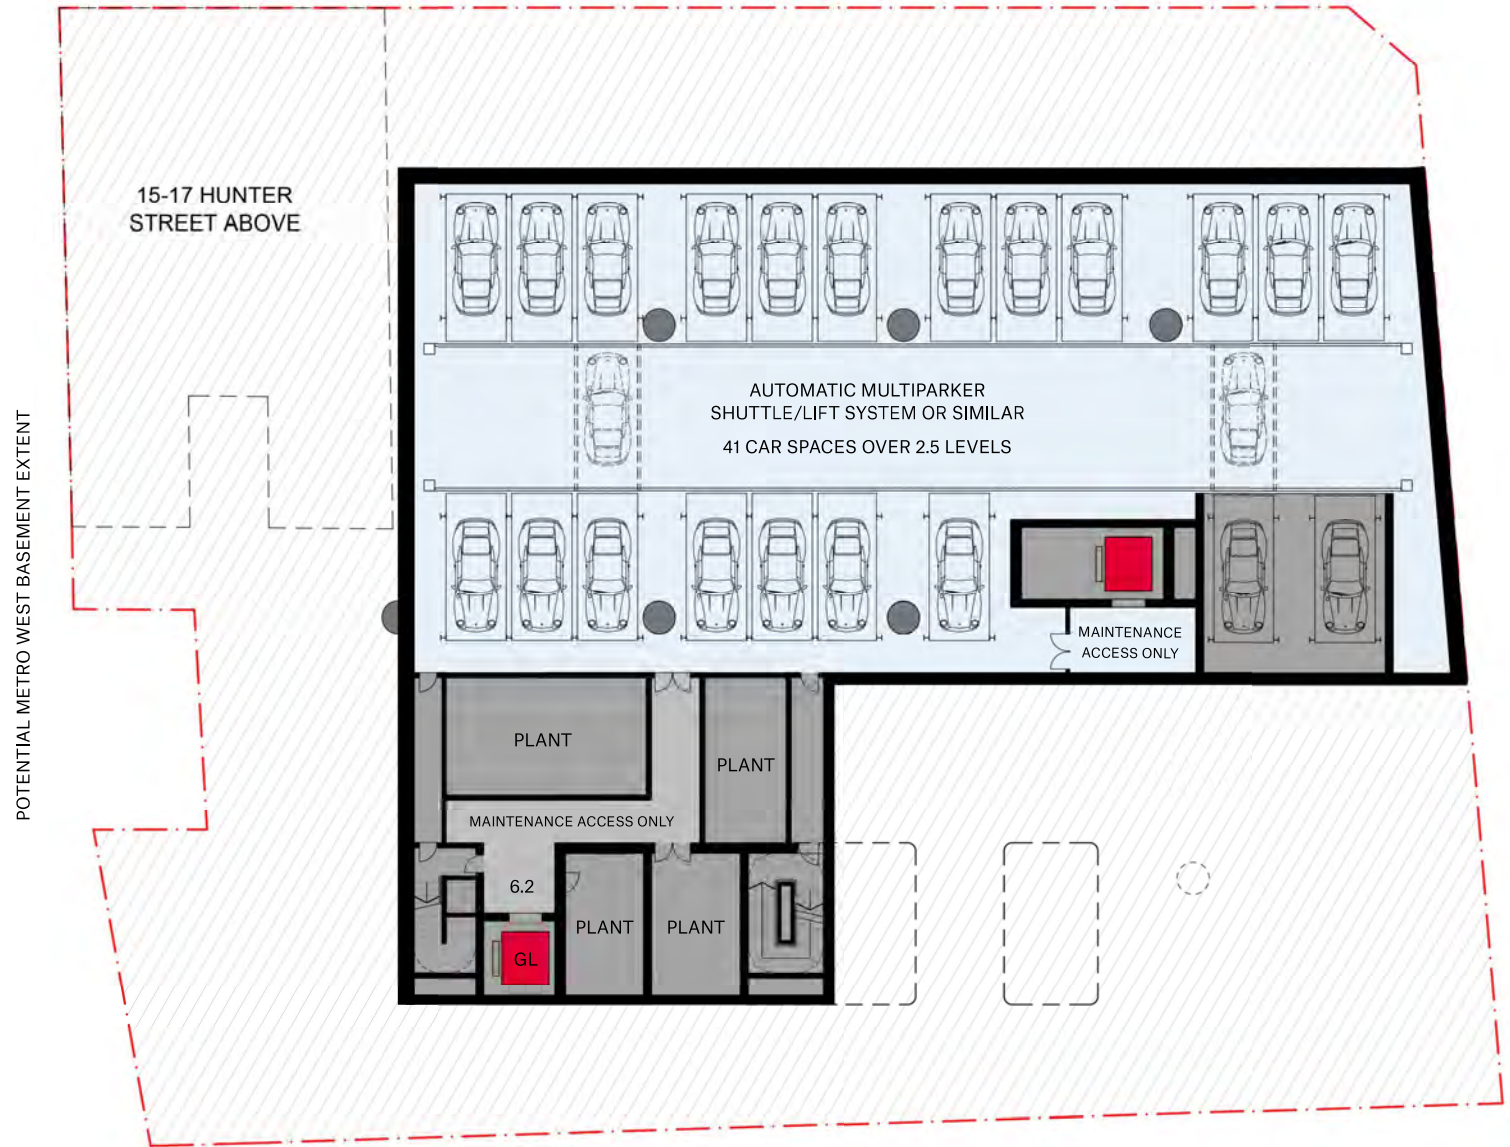 15-17 HUNTER
STREET ABOVE
AUTOMATIC MULTIPARKER
SHUTTLE/LIFT SYSTEM OR SIMILAR
41 CAR SPACES OVER 2.5 LEVELS
POTENTIAL METRO WEST BASEMENT EXTENT
MAINTENANCE
ACCESS ONLY
PLANT
PLANT
MAINTENANCE ACCESS ONLY
6.2
PLANT
PLANT
GL